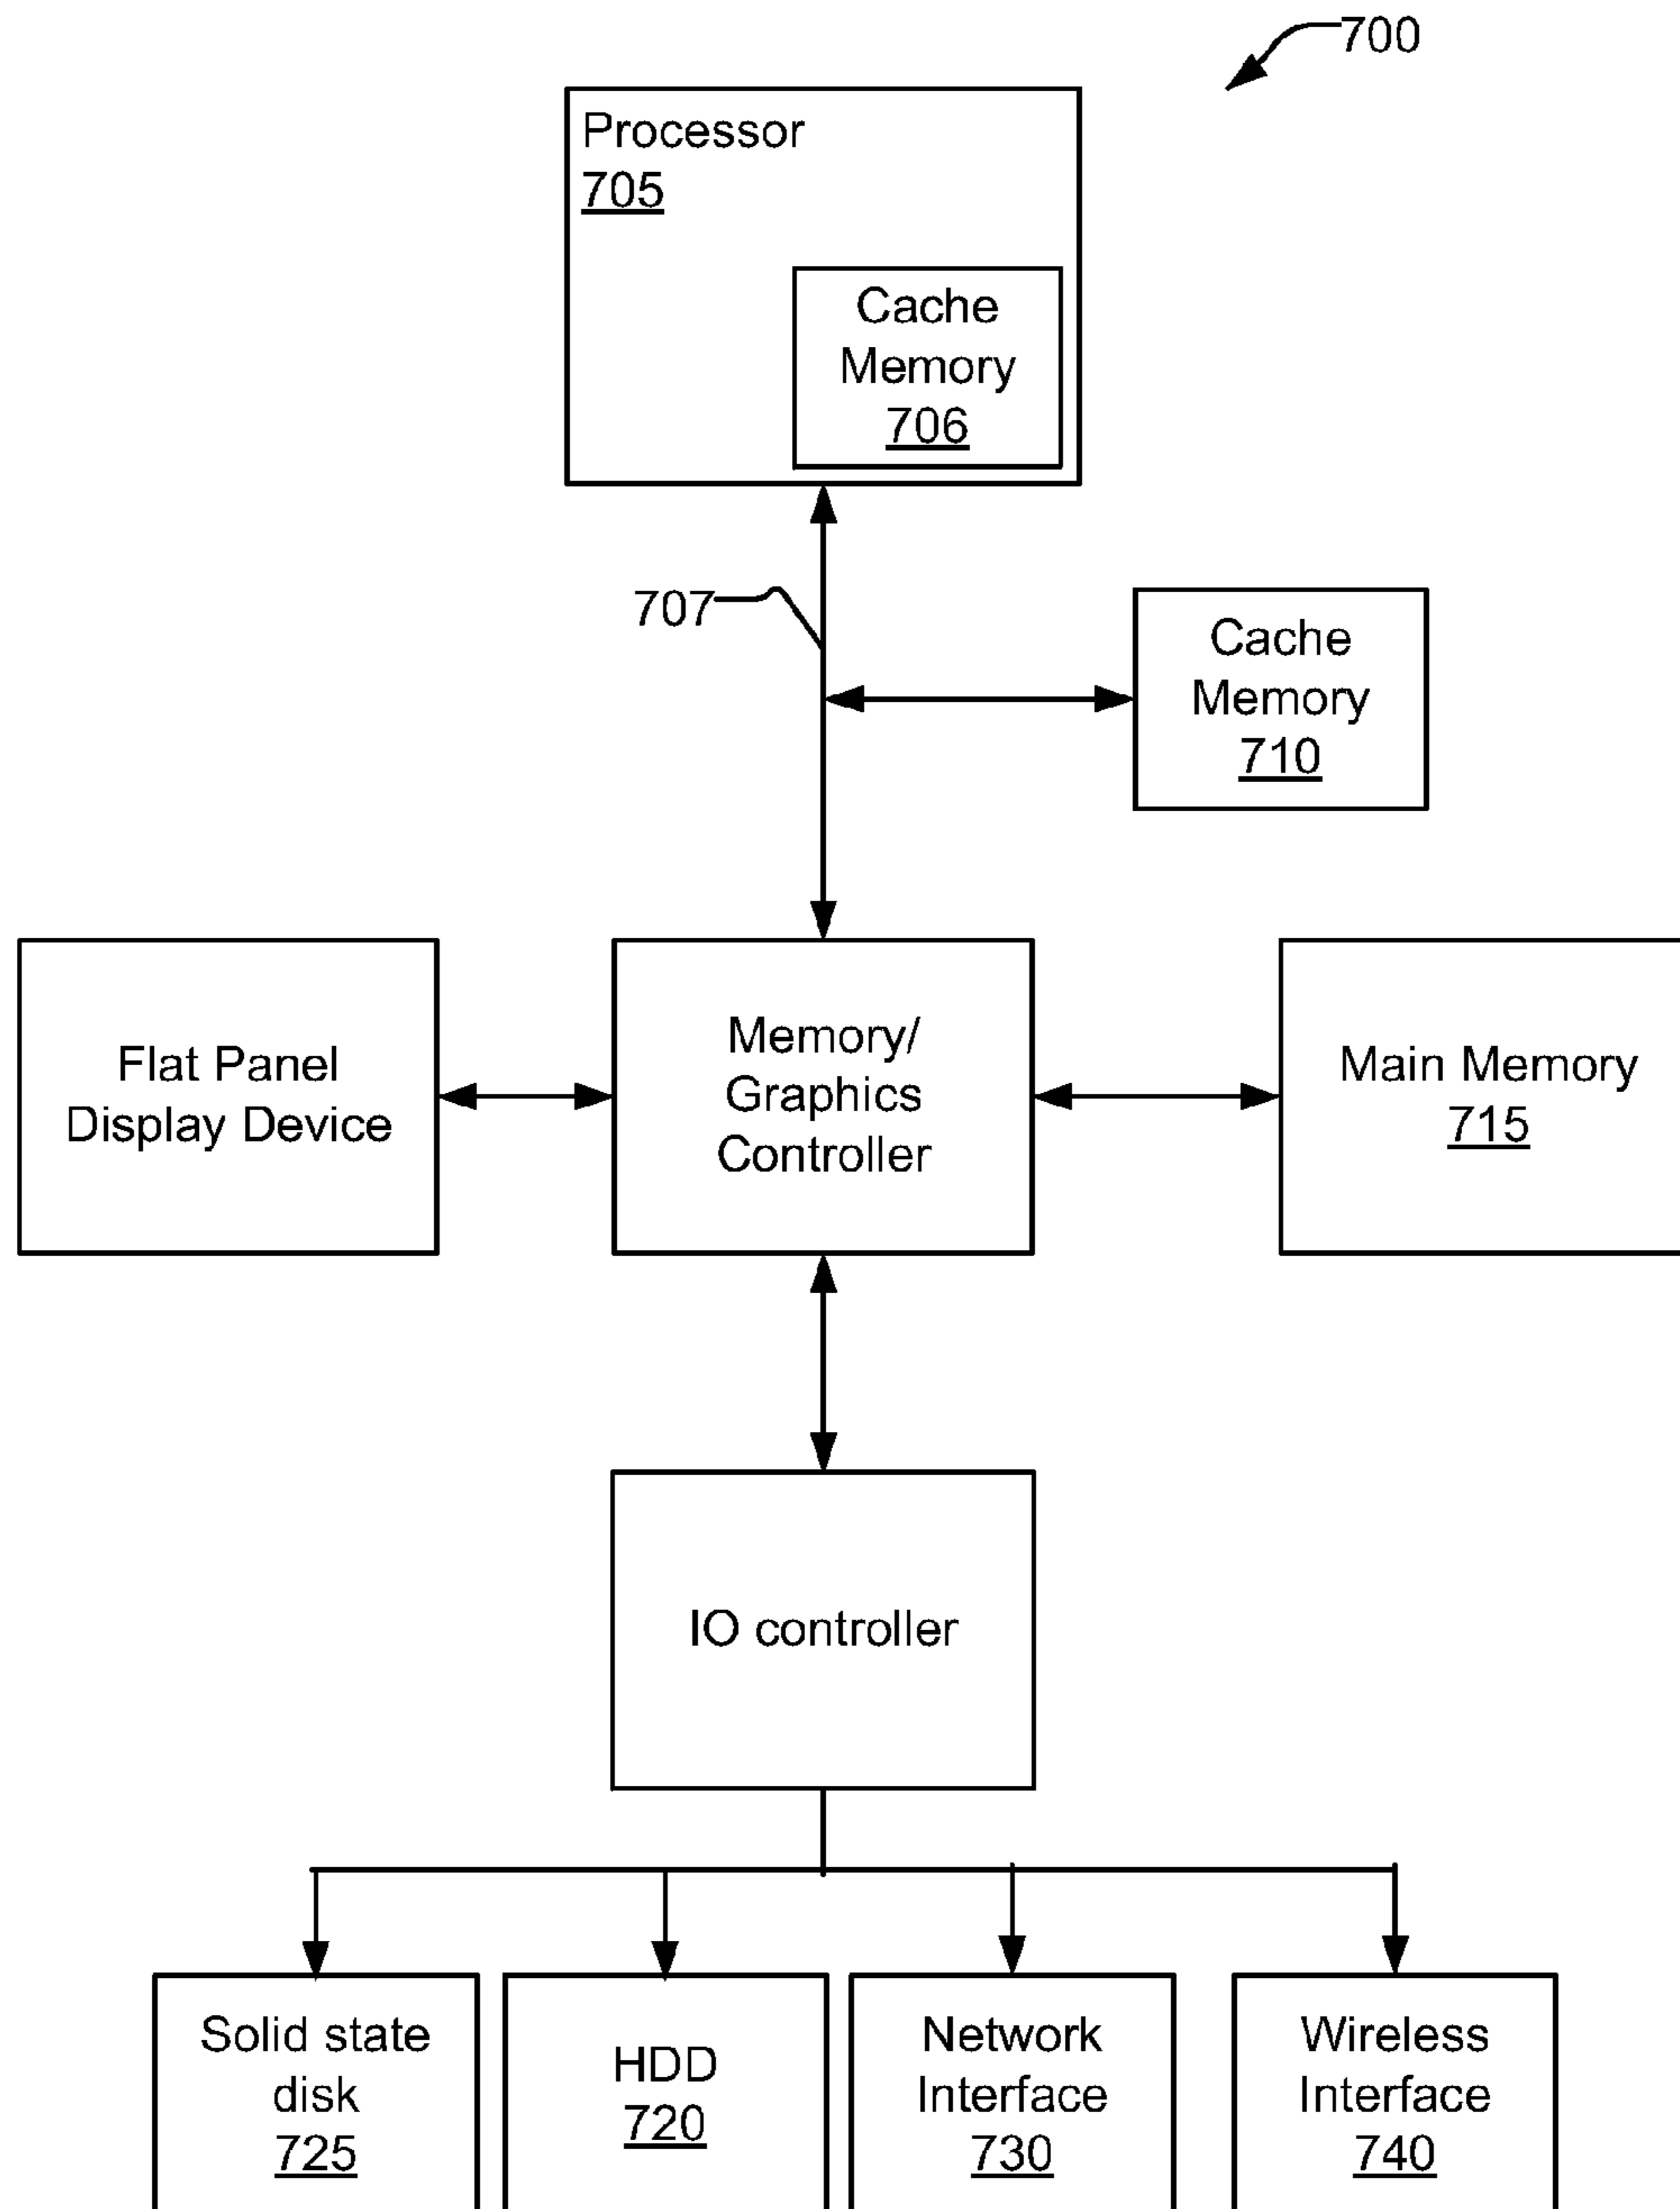 700
Processor
705
Cache
Memory
706
707
Cache
Memory
710
Flat Panel
Display Device
Memory/
Graphics
Controller
Main Memory
715
IO controller
Solid state
disk
725
HDD
720
Network
Interface
730
Wireless
Interface
740